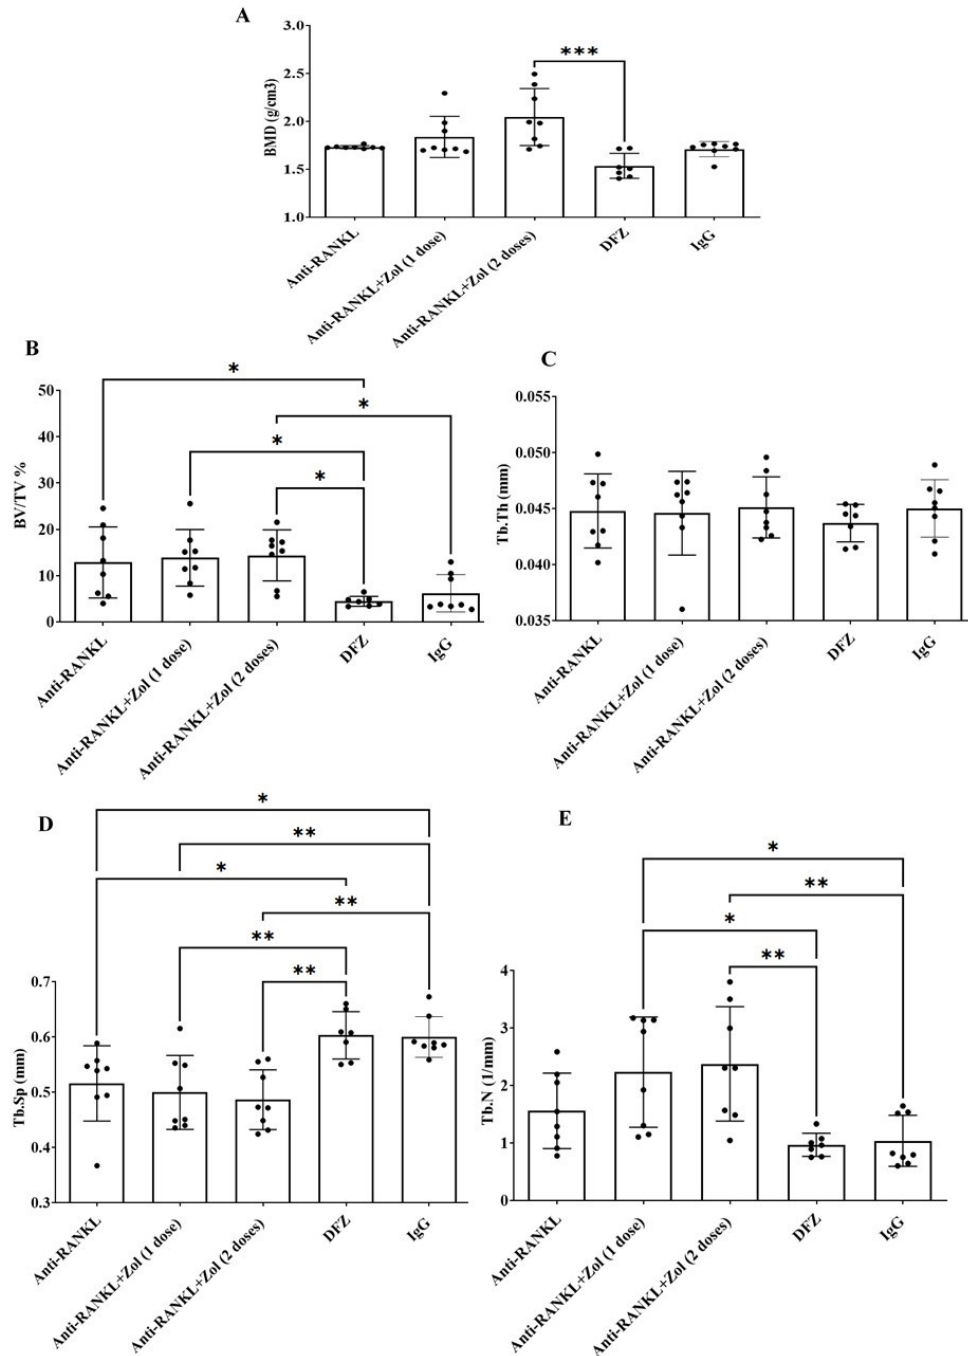 A
BMD (g/cm3)
3.0
2.5
2.0
1.5
1.0
***
Anti-RANKL
Anti-RANKL+Zol (1 dose)
Anti-RANKL+Zol (2 doses)
DFZ
IgG
B
BV/TV %
50
40
30
20
10
0
*
*
*
*
Anti-RANKL
Anti-RANKL+Zol (1 dose)
Anti-RANKL+Zol (2 doses)
DFZ
IgG
C
Tb.Th (mm)
0.055
0.050
0.045
0.040
0.035
Anti-RANKL
Anti-RANKL+Zol (1 dose)
Anti-RANKL+Zol (2 doses)
DFZ
IgG
D
Tb.Sp (mm)
*
**
*
**
**
**
0.7
0.6
0.5
0.4
0.3
Anti-RANKL
Anti-RANKL+Zol (1 dose)
Anti-RANKL+Zol (2 doses)
DFZ
IgG
E
Tb.N (1/mm)
*
**
*
**
4
3
2
1
0
Anti-RANKL
Anti-RANKL+Zol (1 dose)
Anti-RANKL+Zol (2 doses)
DFZ
IgG